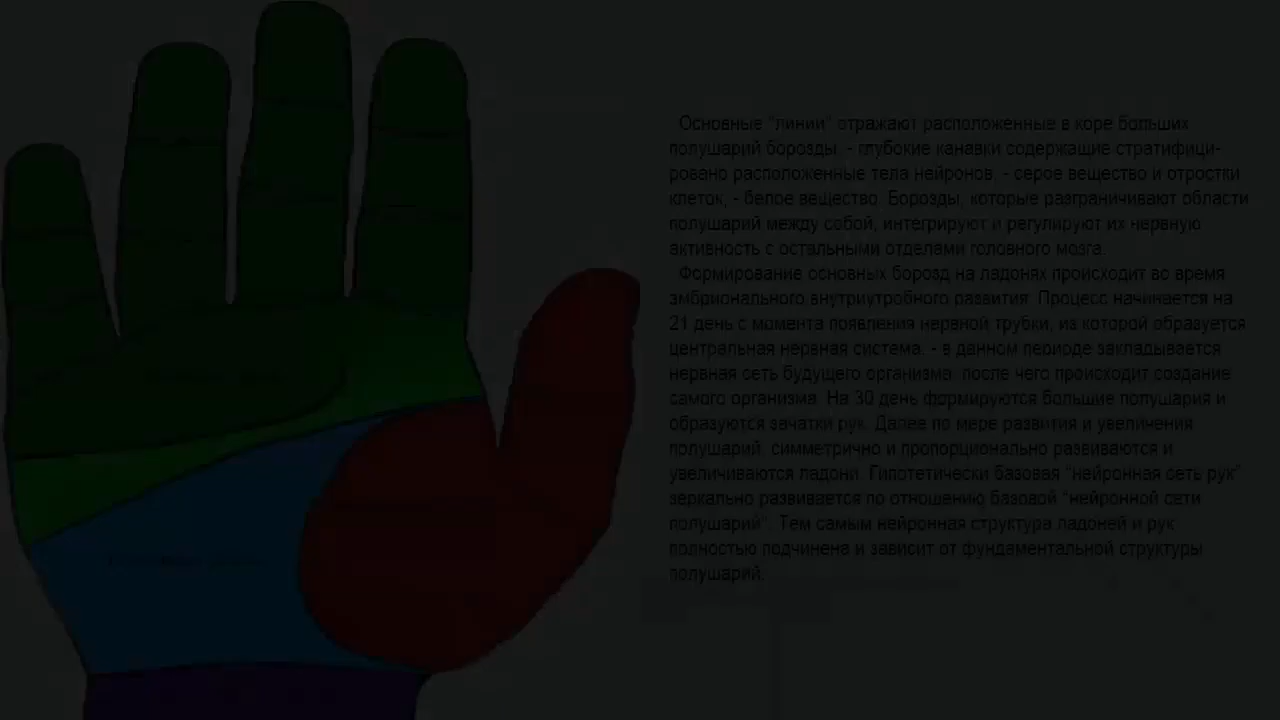 Основные "линии" отражают расположенные в коре больших
полушарий борозды, - глубокие канавки содержащие стратифици-
ровано расположенные тела нейронов, - серое вещество и отростки
клеток, - белое вещество. Борозды, которые разграничивают области
полушарий между собой, интегрируют и регулируют их нервную
активность с остальными отделами головного мозга.
Формирование основных борозд на ладонях происходит во время
эмбрионального внутриутробного развития. Процесс начинается на
21 день с момента появления нервной трубки, из которой образуется
центральная нервная система, - в данном периоде закладывается
нервная сеть будущего организма, после чего происходит создание
самого организма. На 30 день формируются большие полушария и
образуются зачатки рук. Далее по мере развития и увеличения
полушарий, симметрично и пропорционально развиваются и
увеличиваются ладони. Гипотетически базовая "нейронная сеть рук"
зеркально развивается по отношению базовой "нейронной сети
полушарий". Тем самым нейронная структура ладоней и рук
полностью подчинена и зависит от фундаментальной структуры
полушарий.